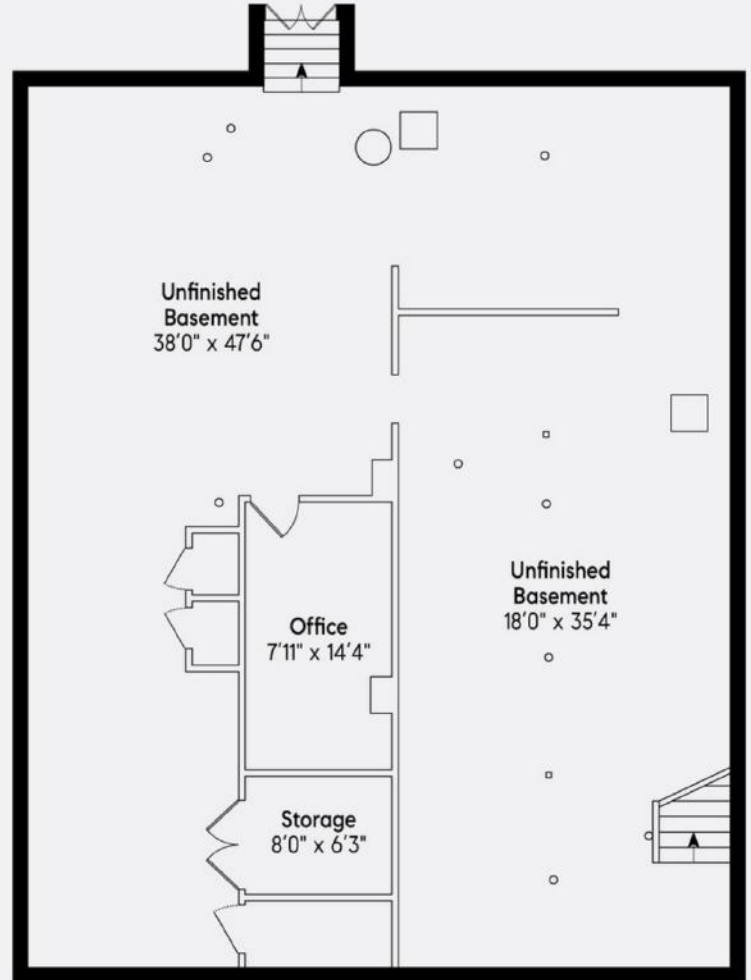 Unfinished
Basement
38'0" x 47'6"
Unfinished
Basement
18'0" x 35'4"
Office
7'11" x 14'4"
Storage
8'0" x 6'3"